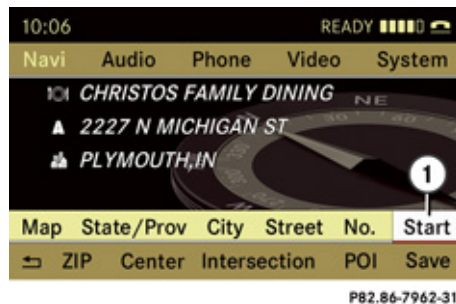 10:06 READY
Navi Audio Phone Video System
CHRISTOS FAMILY DINING
NE
2227 N MICHIGAN ST
PLYMOUTH,IN
1
Map State/Prov City Street No. Start
ZIP Center Intersection POI Save
P82.86-7962-31